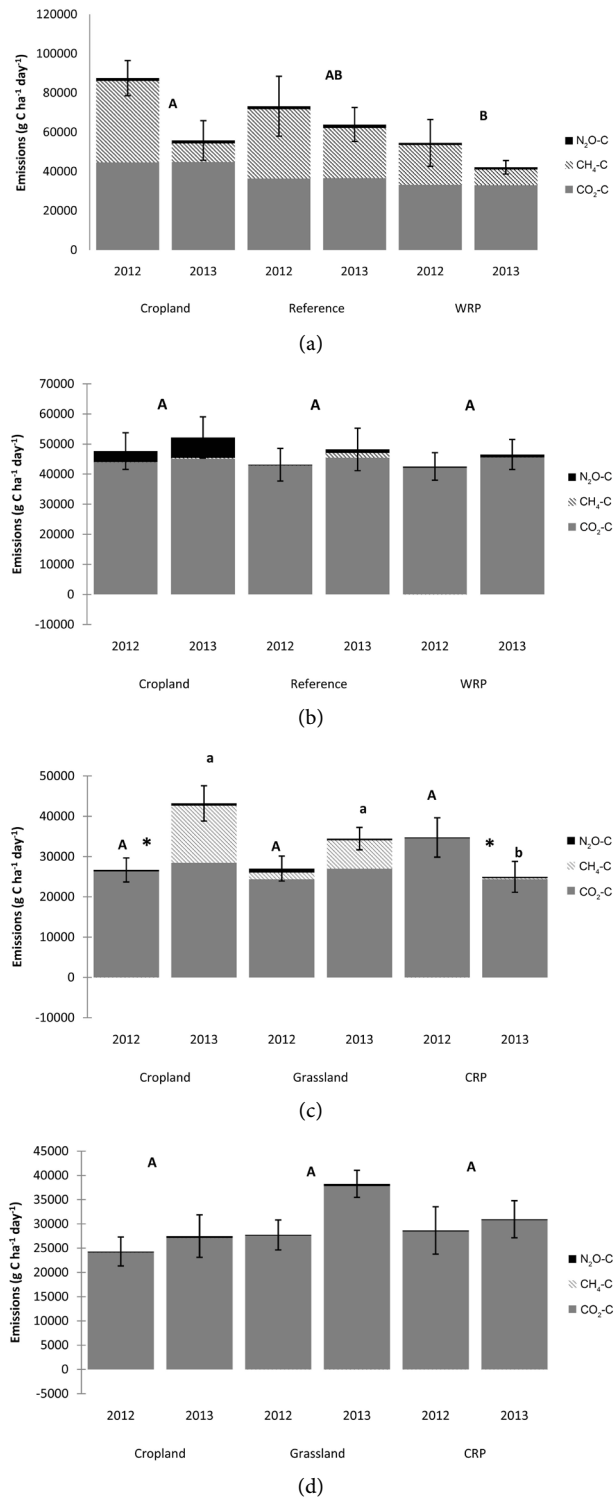 120000
100000
80000
60000
40000
20000
0
Emissions (g C ha⁻¹ day⁻¹)
A
AB
B
N₂O-C
CH₄-C
CO₂-C
2012 2013 2012 2013 2012 2013
Cropland Reference WRP
(a)
70000
60000
50000
40000
30000
20000
10000
0
-10000
Emissions (g C ha⁻¹ day⁻¹)
A A A
N₂O-C
CH₄-C
CO₂-C
2012 2013 2012 2013 2012 2013
Cropland Reference WRP
(b)
50000
40000
30000
20000
10000
0
-10000
Emissions (g C ha⁻¹ day⁻¹)
A * a A a A * b
N₂O-C
CH₄-C
CO₂-C
2012 2013 2012 2013 2012 2013
Cropland Grassland CRP
(c)
45000
40000
35000
30000
25000
20000
15000
10000
5000
0
-5000
Emissions (g C ha⁻¹ day⁻¹)
A A A
N₂O-C
CH₄-C
CO₂-C
2012 2013 2012 2013 2012 2013
Cropland Grassland CRP
(d)